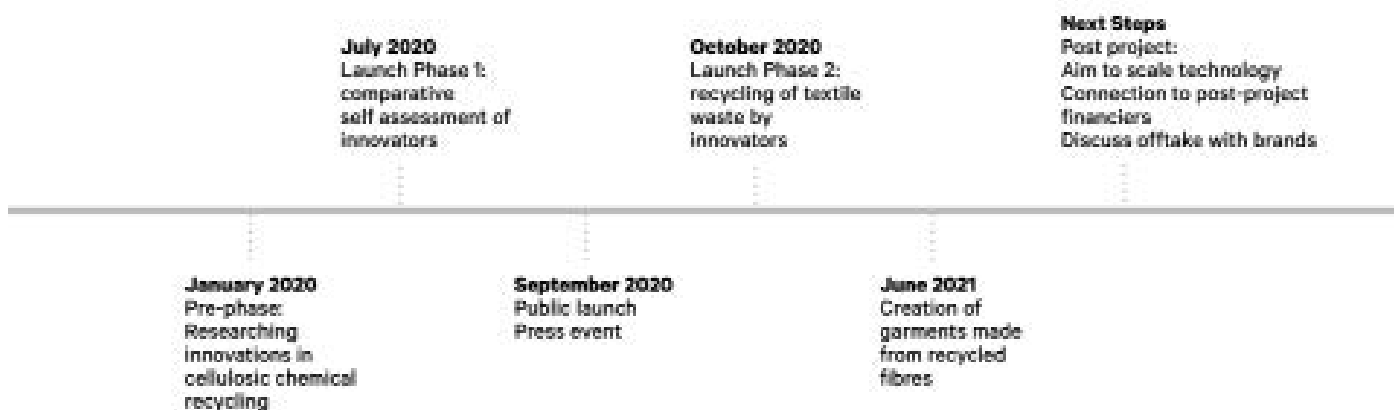 July 2020
Launch Phase 1:
comparative
self assessment of
innovators
October 2020
Launch Phase 2:
recycling of textile
waste by
innovators
Next Steps
Post project:
Aim to scale technology
Connection to post-project
financiers
Discuss offtake with brands
January 2020
Pre-phase:
Researching
innovations in
cellulosic chemical
recycling
September 2020
Public launch
Press event
June 2021
Creation of
garments made
from recycled
fibres